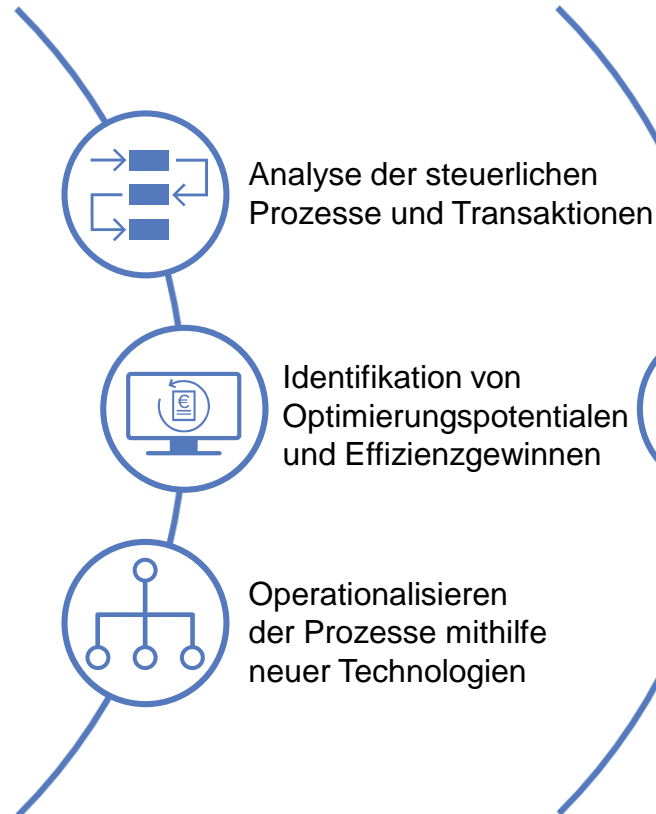 Analyse der steuerlichen
Prozesse und Transaktionen
€
Identifikation von
Optimierungspotentialen
und Effizienzgewinnen
Operationalisieren
der Prozesse mithilfe
neuer Technologien